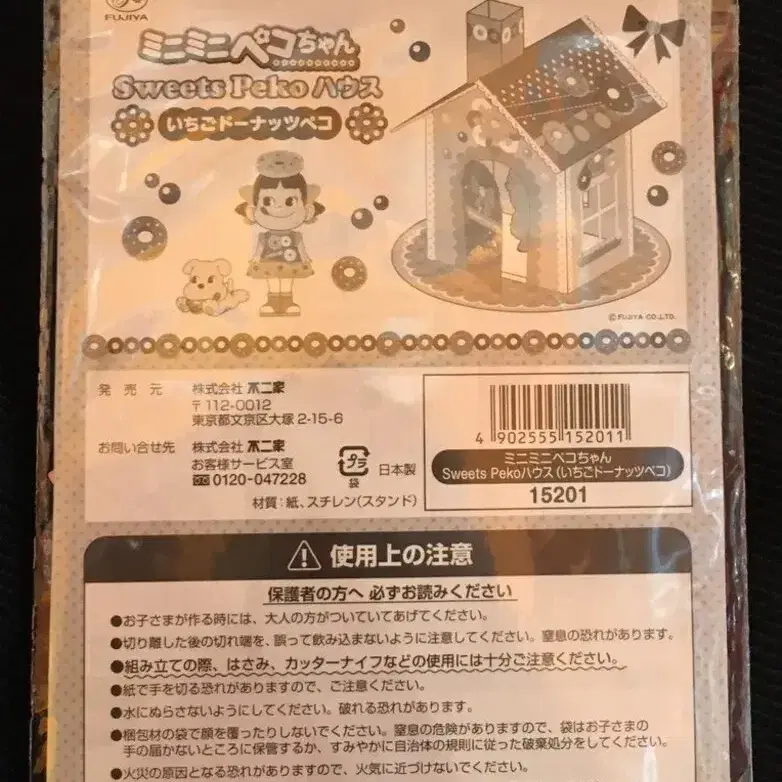 FUJIYA
ミニミニペコちゃん
Sweets Peko ハウス
いちごドーナッツペコ
©FUJIYA CO.,LTD.
発売元 株式会社 不二家
〒112-0012
東京都文京区大塚 2-15-6
お問い合せ先 株式会社 不二家
お客様サービス室
0120-047228
プラ
袋
日本製
材質:紙、スチレン(スタンド)
4 902555 152011
ミニミニペコちゃん
Sweets Pekoハウス(いちごドーナッツペコ)
15201
使用上の注意
保護者の方へ 必ずお読みください
●お子さまが作る時には、大人の方がついていてあげてください。
●切り離した後の切れ端を、誤って飲み込まないように注意してください。窒息の恐れがあります。
●組み立ての際、はさみ、カッターナイフなどの使用には十分ご注意ください。
●紙で手を切る恐れがありますので、ご注意ください。
●水にぬらさないようにしてください。破れる恐れがあります。
●梱包材の袋で顔を覆ったりしないでください。窒息の危険がありますので、袋はお子さまの
手の届かないところに保管するか、すみやかに自治体の規則に従った破棄処分をしてください。
●火災の原因となる恐れがありますので、火気に近づけないでください。